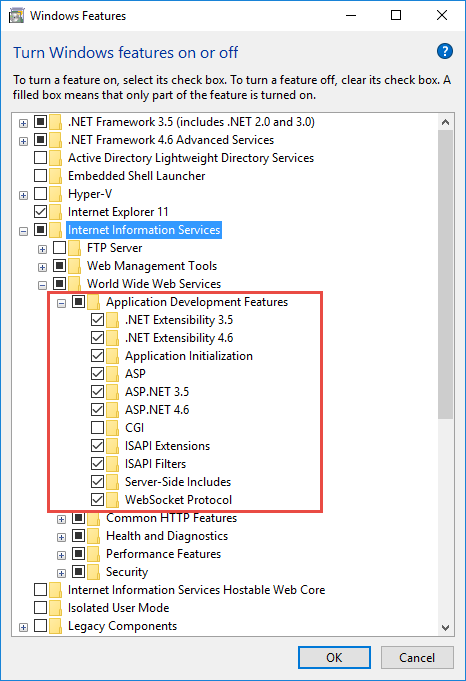 Windows Features
Turn Windows features on or off
?
To turn a feature on, select its check box. To turn a feature off, clear its check box. A
filled box means that only part of the feature is turned on.
.NET Framework 3.5 (includes .NET 2.0 and 3.0)
.NET Framework 4.6 Advanced Services
Active Directory Lightweight Directory Services
Embedded Shell Launcher
Hyper-V
Internet Explorer 11
Internet Information Services
FTP Server
Web Management Tools
World Wide Web Services
Application Development Features
.NET Extensibility 3.5
.NET Extensibility 4.6
Application Initialization
ASP
ASP.NET 3.5
ASP.NET 4.6
CGI
ISAPI Extensions
ISAPI Filters
Server-Side Includes
WebSocket Protocol
Common HTTP Features
Health and Diagnostics
Performance Features
Security
Internet Information Services Hostable Web Core
Isolated User Mode
Legacy Components
OK Cancel